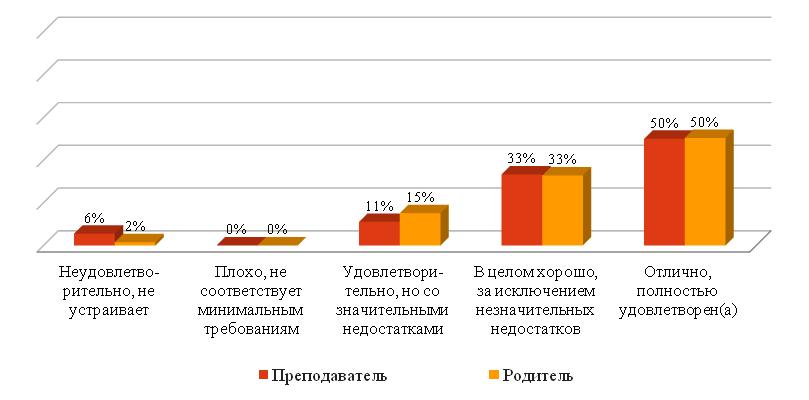 6% 2% 0% 0% 11% 15% 33% 33% 50% 50%
Неудовлетво-
рительно, не
устраивает
Плохо, не
соответствует
минимальным
требованиям
Удовлетвори-
тельно, но со
значительными
недостатками
В целом хорошо,
за исключением
незначительных
недостатков
Отлично,
полностью
удовлетворен(а)
Преподаватель Родитель